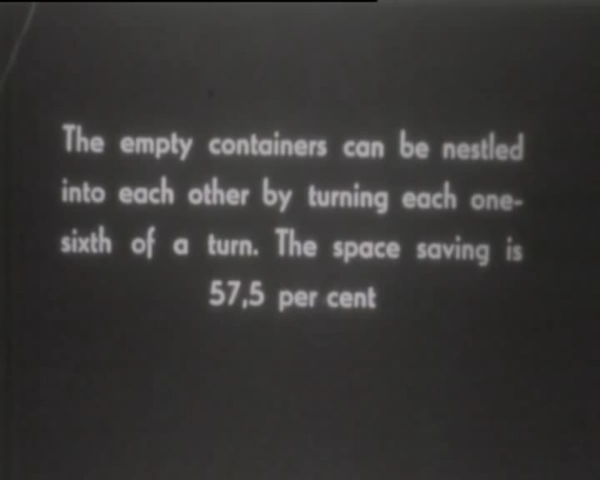 The empty containers can be nestled
into each other by turning each one-
sixth of a turn. The space saving is
57,5 per cent